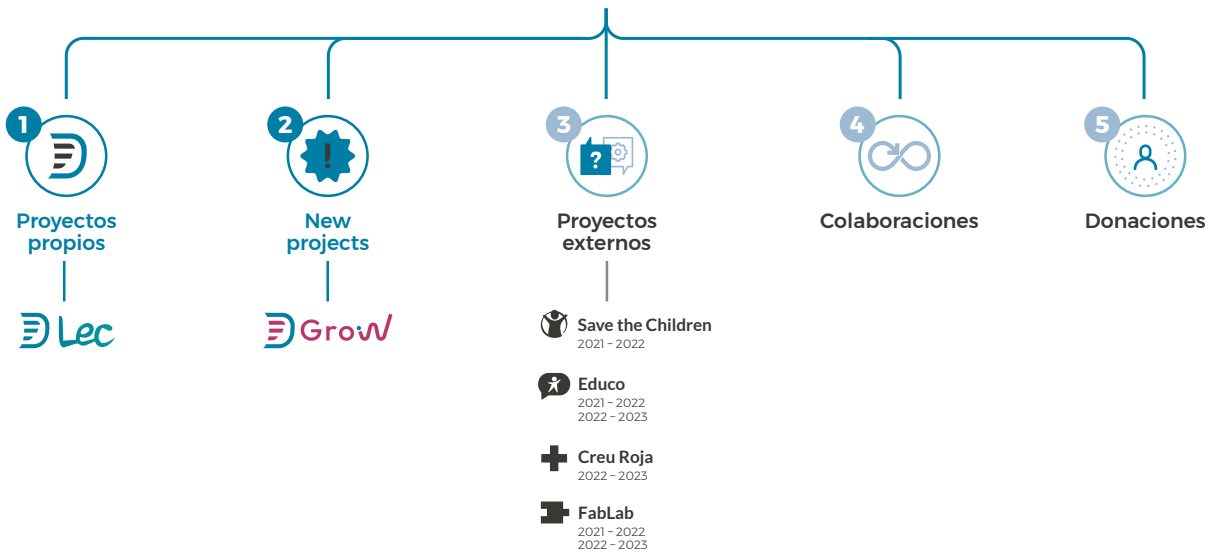 1
Proyectos
propios
Lec
2
!
New
projects
GroW
3
?
Proyectos
externos
Save the Children
2021 – 2022
Educo
2021 – 2022
2022 – 2023
Creu Roja
2022 – 2023
FabLab
2021 – 2022
2022 – 2023
4
Colaboraciones
5
Donaciones